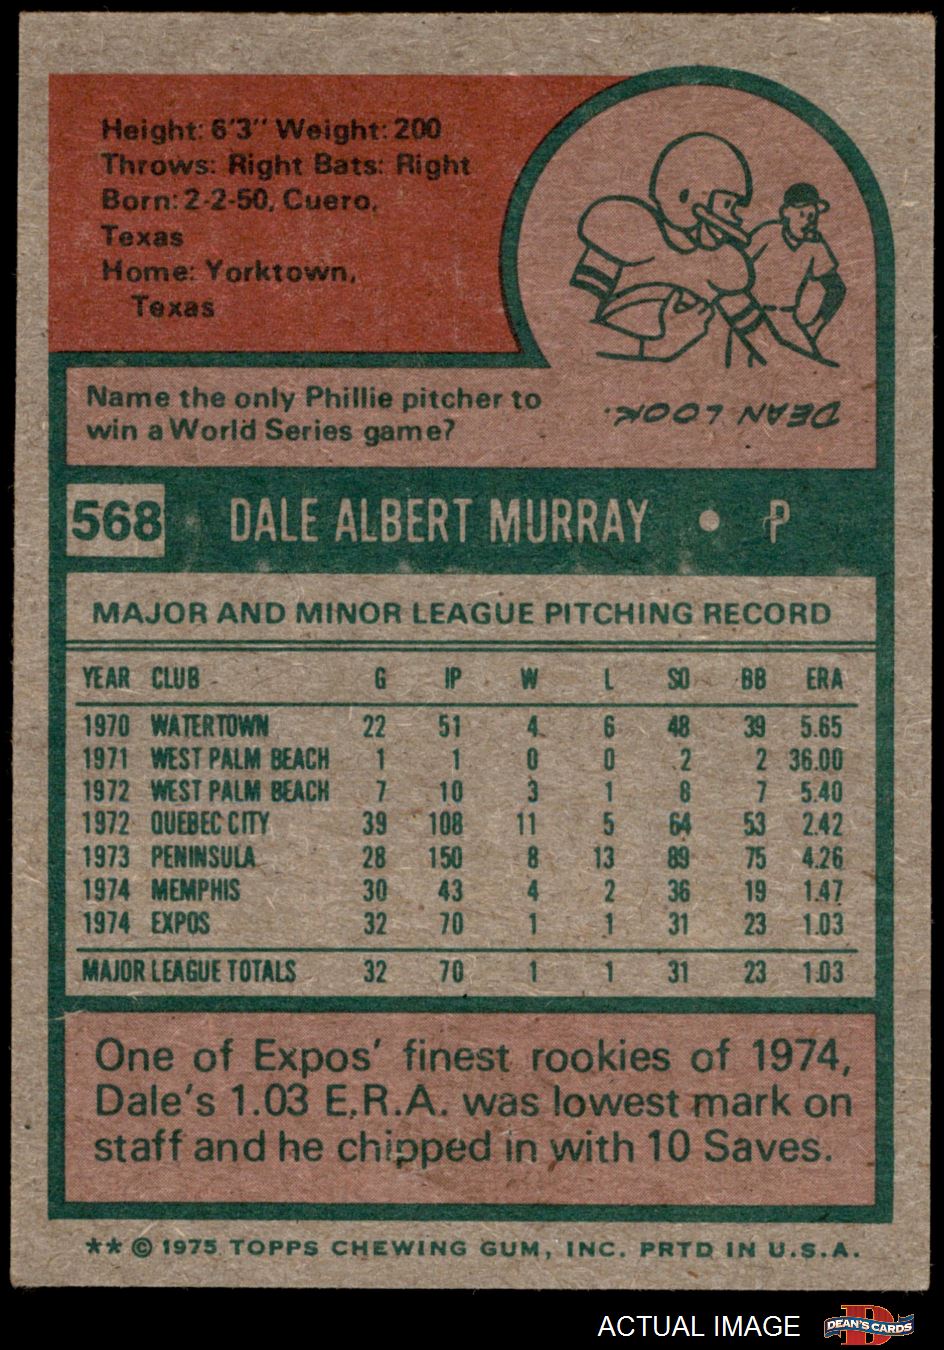 Height: 6'3" Weight: 200
Throws: Right Bats: Right
Born: 2-2-50, Cuero,
Texas
Home: Yorktown,
Texas
Name the only Phillie pitcher to
win a World Series game?
DEAN LOOK.
568 DALE ALBERT MURRAY • P
MAJOR AND MINOR LEAGUE PITCHING RECORD
YEAR CLUB G IP W L SO BB ERA
1970 WATERTOWN 22 51 4 6 48 39 5.65
1971 WEST PALM BEACH 1 1 0 0 2 2 36.00
1972 WEST PALM BEACH 7 10 3 1 8 7 5.40
1972 QUEBEC CITY 39 108 11 5 64 53 2.42
1973 PENINSULA 28 150 8 13 89 75 4.26
1974 MEMPHIS 30 43 4 2 36 19 1.47
1974 EXPOS 32 70 1 1 31 23 1.03
MAJOR LEAGUE TOTALS 32 70 1 1 31 23 1.03
One of Expos' finest rookies of 1974,
Dale's 1.03 E.R.A. was lowest mark on
staff and he chipped in with 10 Saves.
** © 1975 TOPPS CHEWING GUM, INC. PRTD IN U.S.A.
ACTUAL IMAGE D DEAN'S CARDS